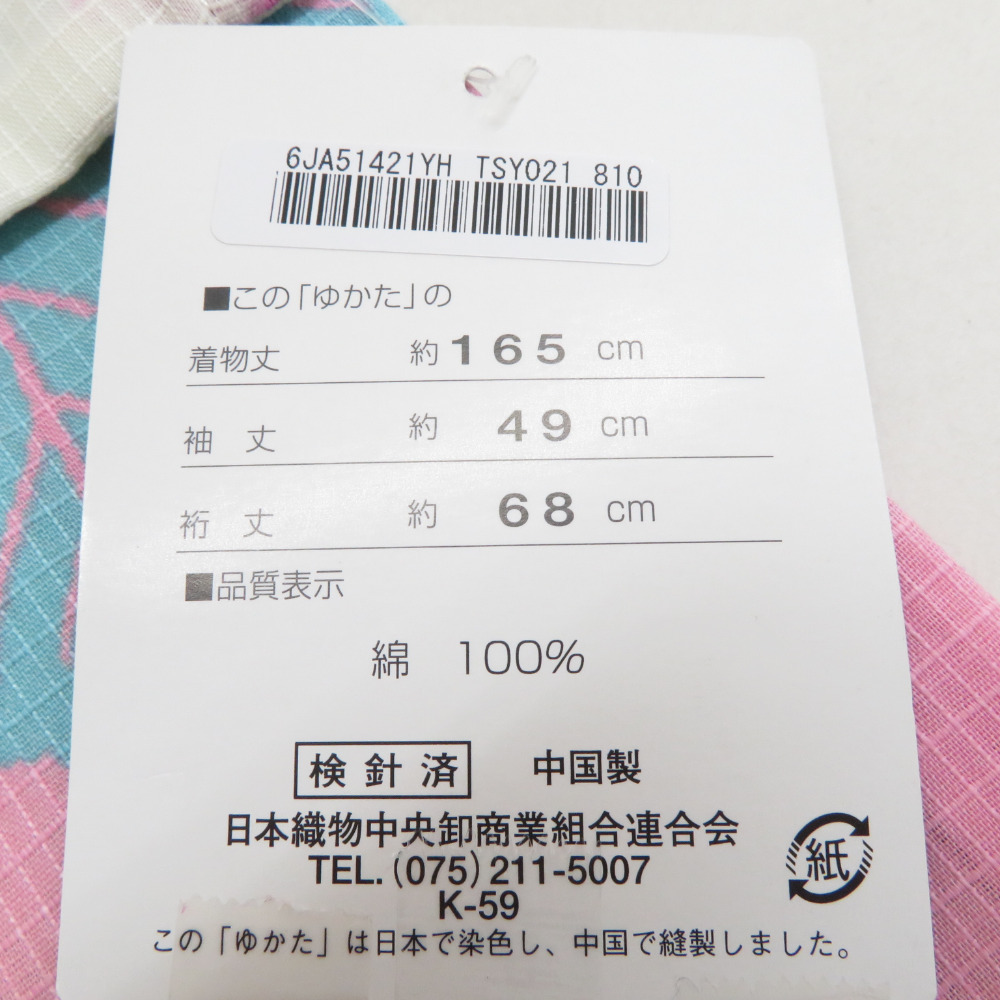 6JA51421YH TSY021 810
■この「ゆかた」の
着物丈 約165 cm
袖 丈 約 49 cm
裄 丈 約 68 cm
■品質表示
綿 100%
検針済 中国製
日本織物中央卸商業組合連合会
TEL.(075)211-5007
K-59
紙
この「ゆかた」は日本で染色し、中国で縫製しました。